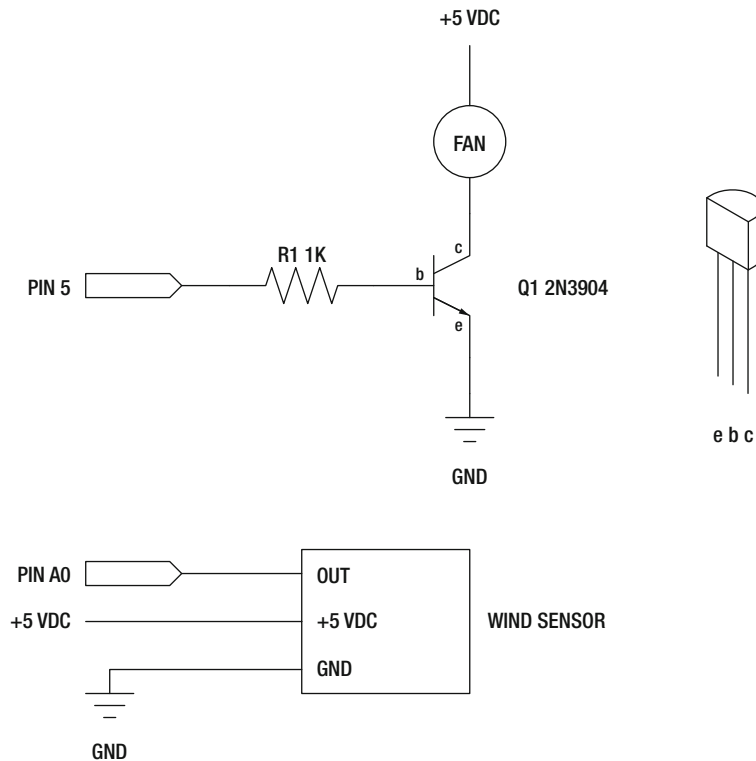 +5 VDC
FAN
R1 1K
c
b
PIN 5
Q1 2N3904
e
e b c
GND
PIN A0
OUT
+5 VDC
+5 VDC
WIND SENSOR
GND
GND